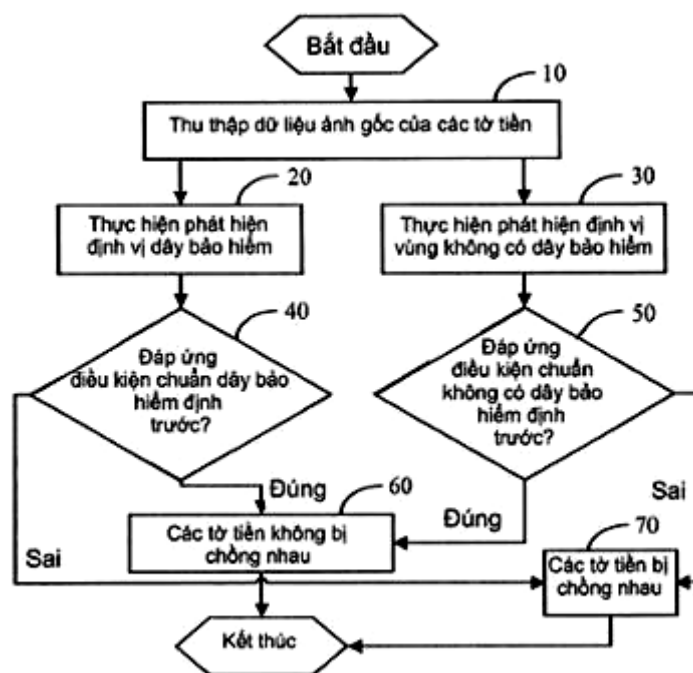 Bắt đầu
10
Thu thập dữ liệu ảnh gốc của các tờ tiền
20
30
Thực hiện phát hiện
định vị dây bảo hiểm
Thực hiện phát hiện định vị
vùng không có dây bảo hiểm
40
50
Đáp ứng
điều kiện chuẩn dây bảo
hiểm định
trước?
Đáp ứng
điều kiện chuẩn
không có dây bảo
hiểm định
trước?
Đúng
60
Đúng
Sai
Các tờ tiền không bị
chồng nhau
70
Sai
Các tờ tiền bị
chồng nhau
Kết thúc